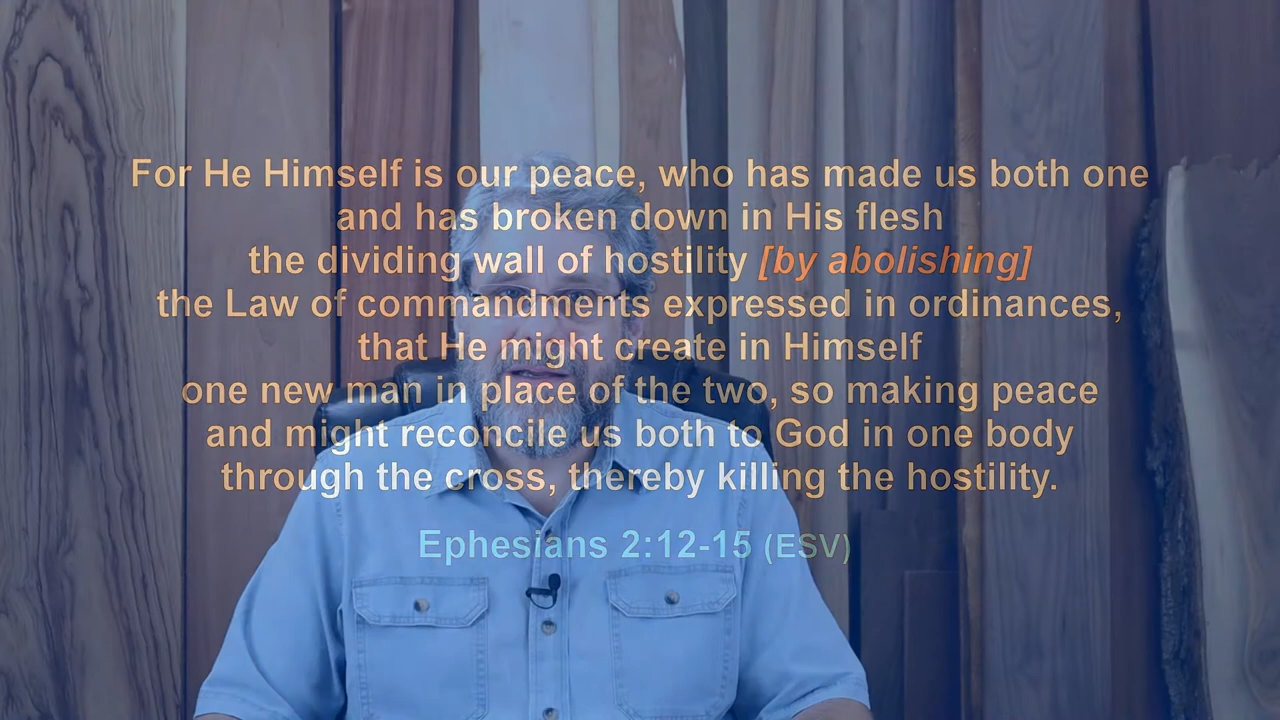 For He Himself is our peace, who has made us both one
and has broken down in His flesh
the dividing wall of hostility [by abolishing]
the Law of commandments expressed in ordinances,
that He might create in Himself
one new man in place of the two, so making peace
and might reconcile us both to God in one body
through the cross, thereby killing the hostility.
Ephesians 2:12-15 (ESV)